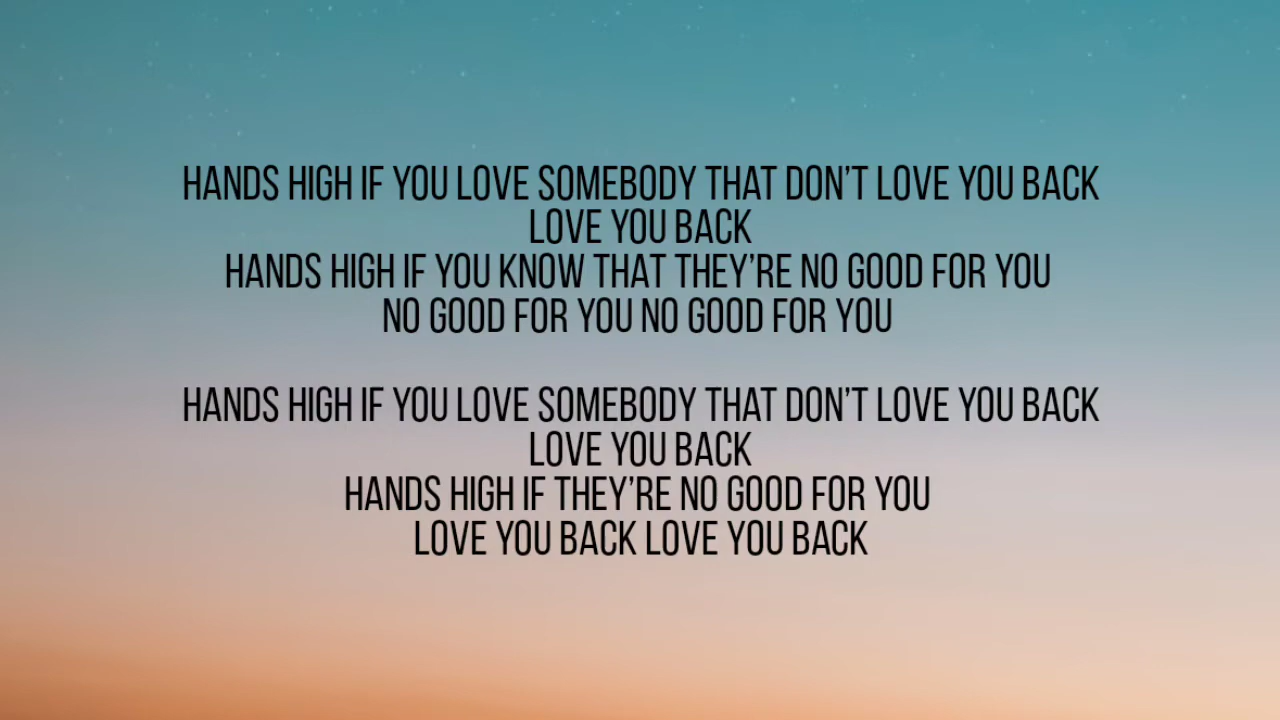 HANDS HIGH IF YOU LOVE SOMEBODY THAT DON'T LOVE YOU BACK
LOVE YOU BACK
HANDS HIGH IF YOU KNOW THAT THEY'RE NO GOOD FOR YOU
NO GOOD FOR YOU NO GOOD FOR YOU
HANDS HIGH IF YOU LOVE SOMEBODY THAT DON'T LOVE YOU BACK
LOVE YOU BACK
HANDS HIGH IF THEY'RE NO GOOD FOR YOU
LOVE YOU BACK LOVE YOU BACK